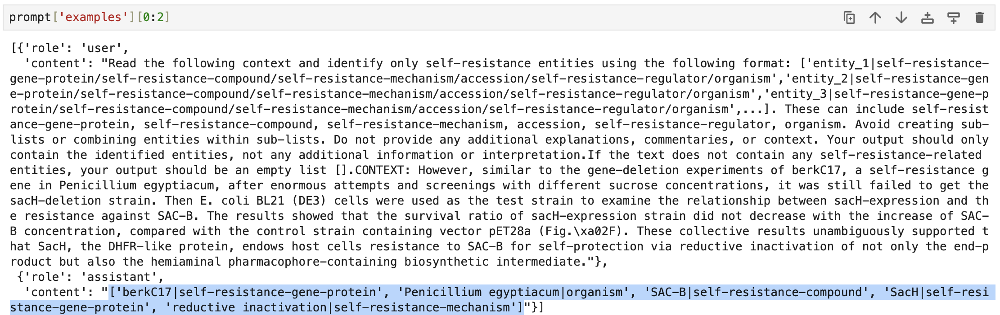 prompt['examples'][0:2]
[{'role': 'user',
'content': "Read the following context and identify only self-resistance entities using the following format: ['entity_1|self-resistance-
gene-protein/self-resistance-compound/self-resistance-mechanism/accession/self-resistance-regulator/organism','entity_2|self-resistance-gen
e-protein/self-resistance-compound/self-resistance-mechanism/accession/self-resistance-regulator/organism','entity_3|self-resistance-gene-p
rotein/self-resistance-compound/self-resistance-mechanism/accession/self-resistance-regulator/organism',...]. These can include self-resist
ance-gene-protein, self-resistance-compound, self-resistance-mechanism, accession, self-resistance-regulator, organism. Avoid creating sub-
lists or combining entities within sub-lists. Do not provide any additional explanations, commentaries, or context. Your output should only
contain the identified entities, not any additional information or interpretation.If the text does not contain any self-resistance-related
entities, your output should be an empty list [].CONTEXT: However, similar to the gene-deletion experiments of berkC17, a self-resistance g
ene in Penicillium egyptiacum, after enormous attempts and screenings with different sucrose concentrations, it was still failed to get the
sacH-deletion strain. Then E. coli BL21 (DE3) cells were used as the test strain to examine the relationship between sacH-expression and th
e resistance against SAC-B. The results showed that the survival ratio of sacH-expression strain did not decrease with the increase of SAC-
B concentration, compared with the control strain containing vector pET28a (Fig.\xa02F). These collective results unambiguously supported t
hat SacH, the DHFR-like protein, endows host cells resistance to SAC-B for self-protection via reductive inactivation of not only the end-p
roduct but also the hemiaminal pharmacophore-containing biosynthetic intermediate."},
{'role': 'assistant',
'content': "['berkC17|self-resistance-gene-protein', 'Penicillium egyptiacum|organism', 'SAC-B|self-resistance-compound', 'SacH|self-resi
stance-gene-protein', 'reductive inactivation|self-resistance-mechanism']"}]